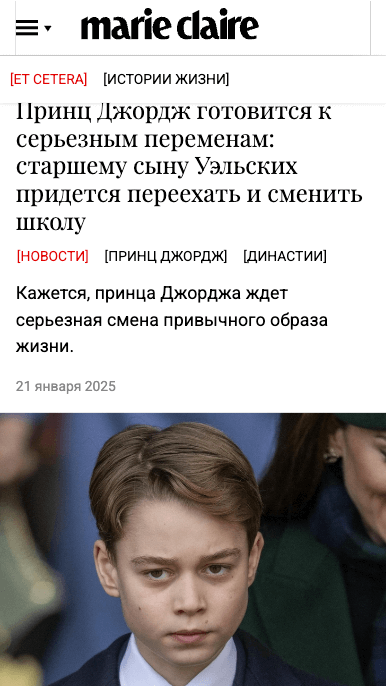 marie claire
[ET CETERA] [ИСТОРИИ ЖИЗНИ]
Принц Джордж готовится к
серьезным переменам:
старшему сыну Уэльских
придется переехать и сменить
школу
[НОВОСТИ] [ПРИНЦ ДЖОРДЖ] [ДИНАСТИИ]
Кажется, принца Джорджа ждет
серьезная смена привычного образа
жизни.
21 января 2025